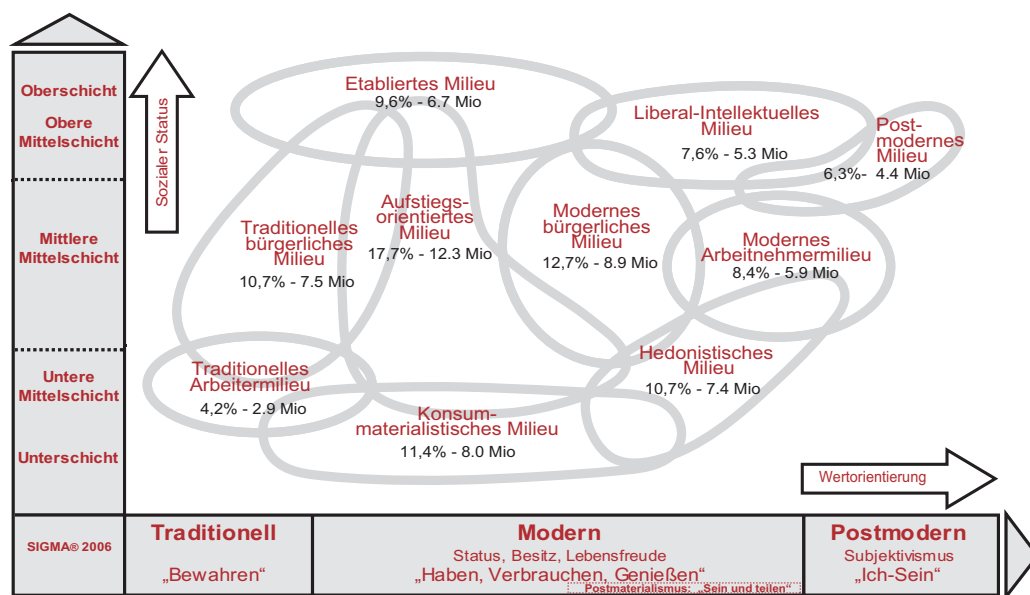 Oberschicht
Obere
Mittelschicht
Mittlere
Mittelschicht
Untere
Mittelschicht
Unterschicht
Sozialer Status
Etabliertes Milieu
9,6% - 6.7 Mio
Liberal-Intellektuelles
Milieu
7,6% - 5.3 Mio
Post-
modernes
Milieu
6,3%- 4.4 Mio
Traditionelles
bürgerliches
Milieu
10,7% - 7.5 Mio
Aufstiegs-
orientiertes
Milieu
17,7% - 12.3 Mio
Modernes
bürgerliches
Milieu
12,7% - 8.9 Mio
Modernes
Arbeitnehmermilieu
8,4% - 5.9 Mio
Traditionelles
Arbeitermilieu
4,2% - 2.9 Mio
Hedonistisches
Milieu
10,7% - 7.4 Mio
Konsum-
materialistisches Milieu
11,4% - 8.0 Mio
Wertorientierung
SIGMA® 2006
Traditionell
„Bewahren“
Modern
Status, Besitz, Lebensfreude
„Haben, Verbrauchen, Genießen“
Postmaterialismus: „Sein und teilen“
Postmodern
Subjektivismus
„Ich-Sein“